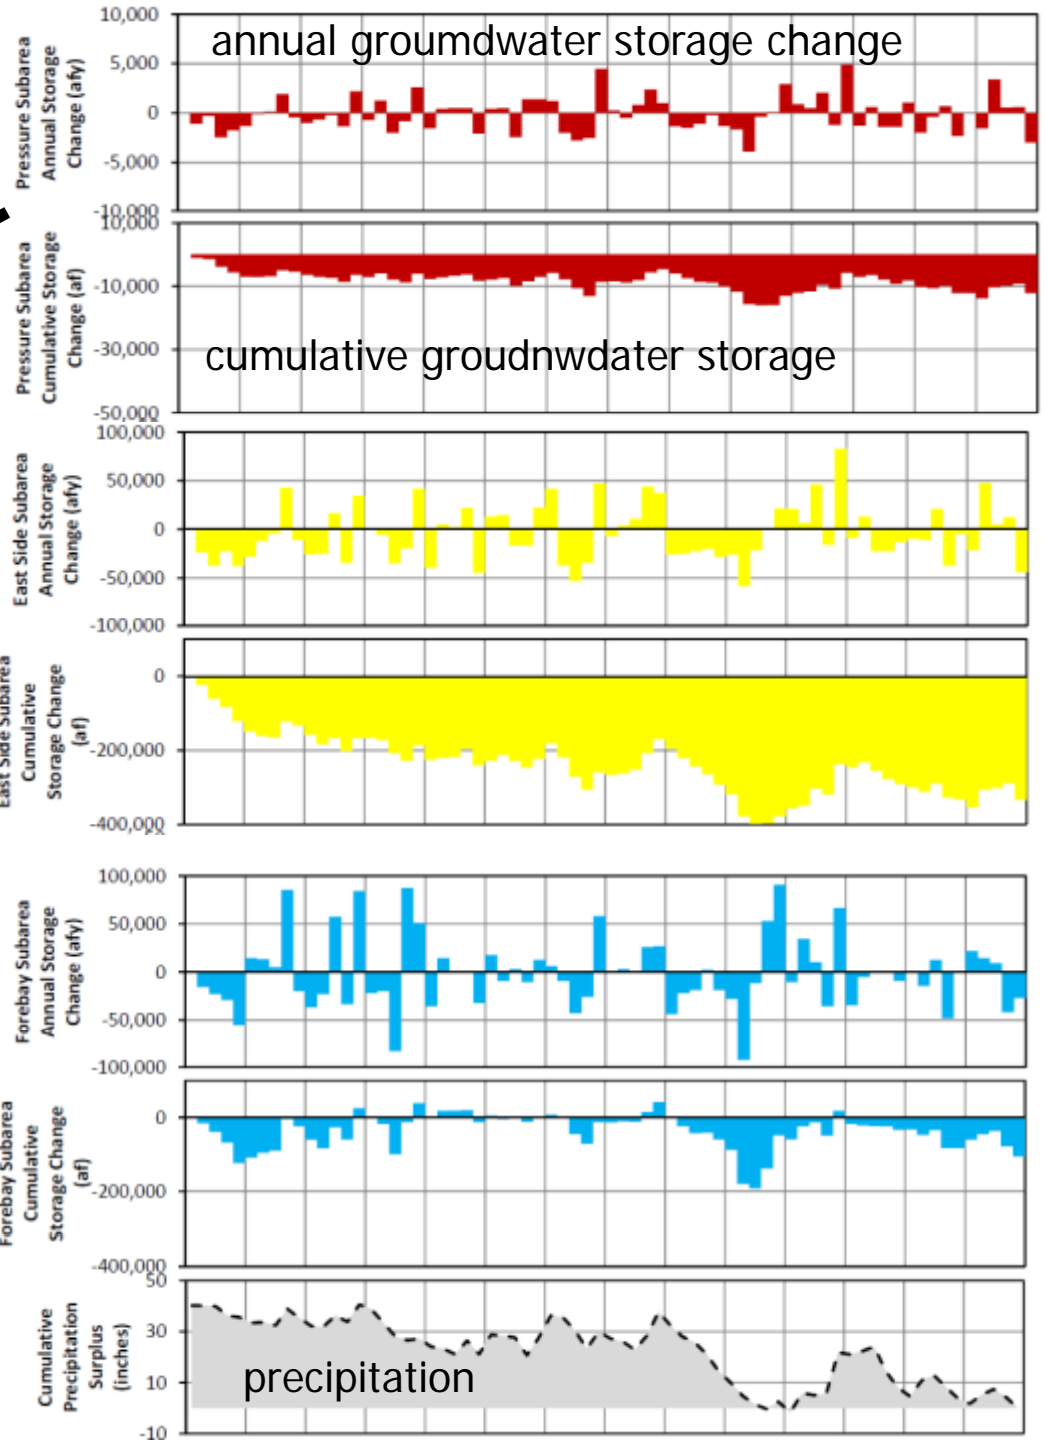 Pressure Subarea
Annual Storage
Change (afy)
10,000
5,000
0
-5,000
-10,000
annual groumdwater storage change
Pressure Subarea
Cumulative Storage
Change (af)
10,000
-10,000
-30,000
-50,000
cumulative groudnwdater storage
East Side Subarea
Annual Storage
Change (afy)
100,000
50,000
0
-50,000
-100,000
East Side Subarea
Cumulative
Storage Change
(af)
0
-200,000
-400,000
Forebay Subarea
Annual Storage
Change (afy)
100,000
50,000
0
-50,000
-100,000
Forebay Subarea
Cumulative
Storage Change
(af)
0
-200,000
-400,000
Cumulative
Precipitation
Surplus
(inches)
50
30
10
-10
precipitation